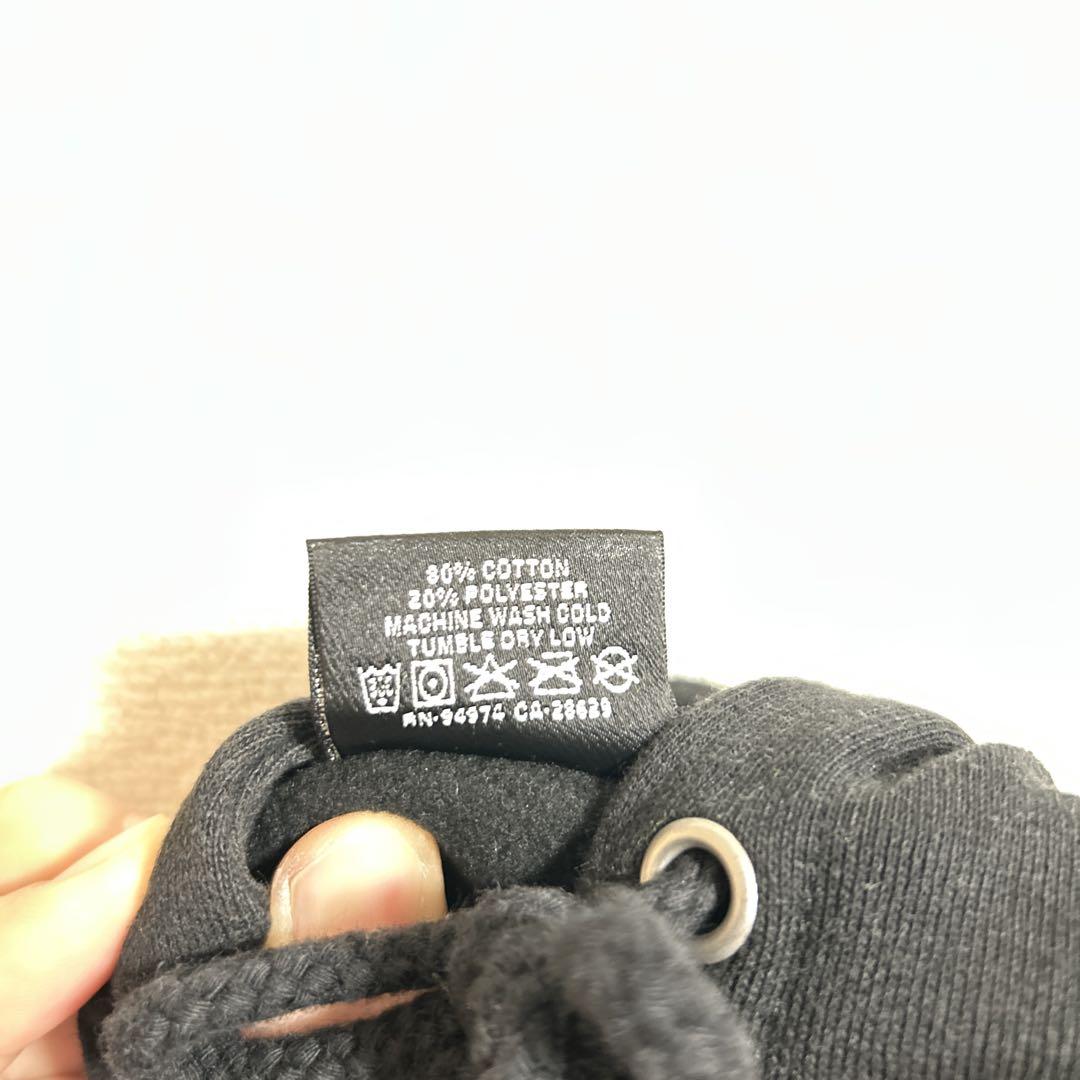 80% COTTON
20% POLYESTER
MACHINE WASH COLD
TUMBLE DRY LOW
RN-94974 CA-28629